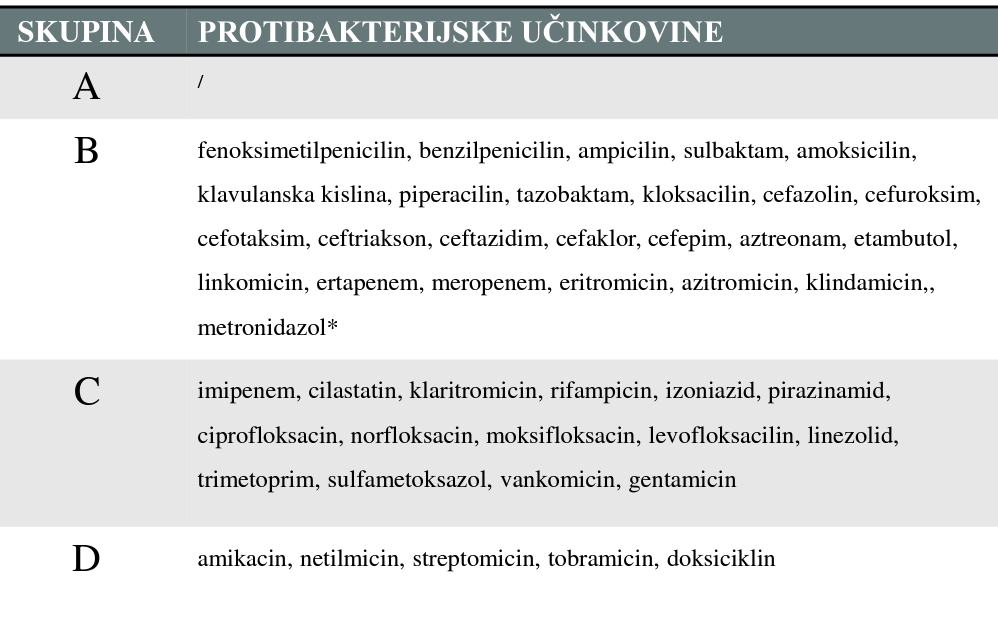 SKUPINA PROTIBAKTERIJSKE UČINKOVINE
A /
B fenoksimetilpenicilin, benzilpenicilin, ampicilin, sulbaktam, amoksicilin,
klavulanska kislina, piperacilin, tazobaktam, kloksacilin, cefazolin, cefuroksim,
cefotaksim, ceftriakson, ceftazidim, cefaklor, cefepim, aztreonam, etambutol,
linkomicin, ertapenem, meropenem, eritromicin, azitromicin, klindamicin,,
metronidazol*
C imipenem, cilastatin, klaritromicin, rifampicin, izoniazid, pirazinamid,
ciprofloksacin, norfloksacin, moksifloksacin, levofloksacilin, linezolid,
trimetoprim, sulfametoksazol, vankomicin, gentamicin
D amikacin, netilmicin, streptomicin, tobramicin, doksiciklin